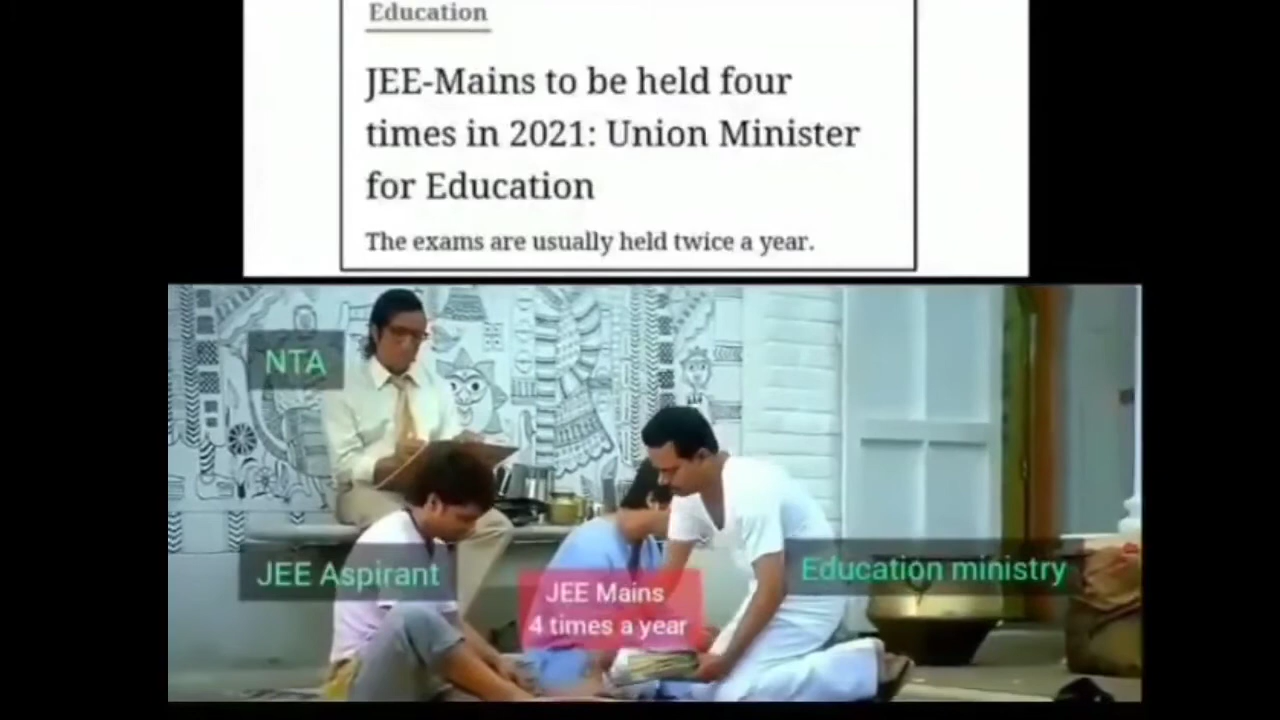 Education
JEE-Mains to be held four
times in 2021: Union Minister
for Education
The exams are usually held twice a year.
NTA
JEE Aspirant
JEE Mains
4 times a year
Education ministry